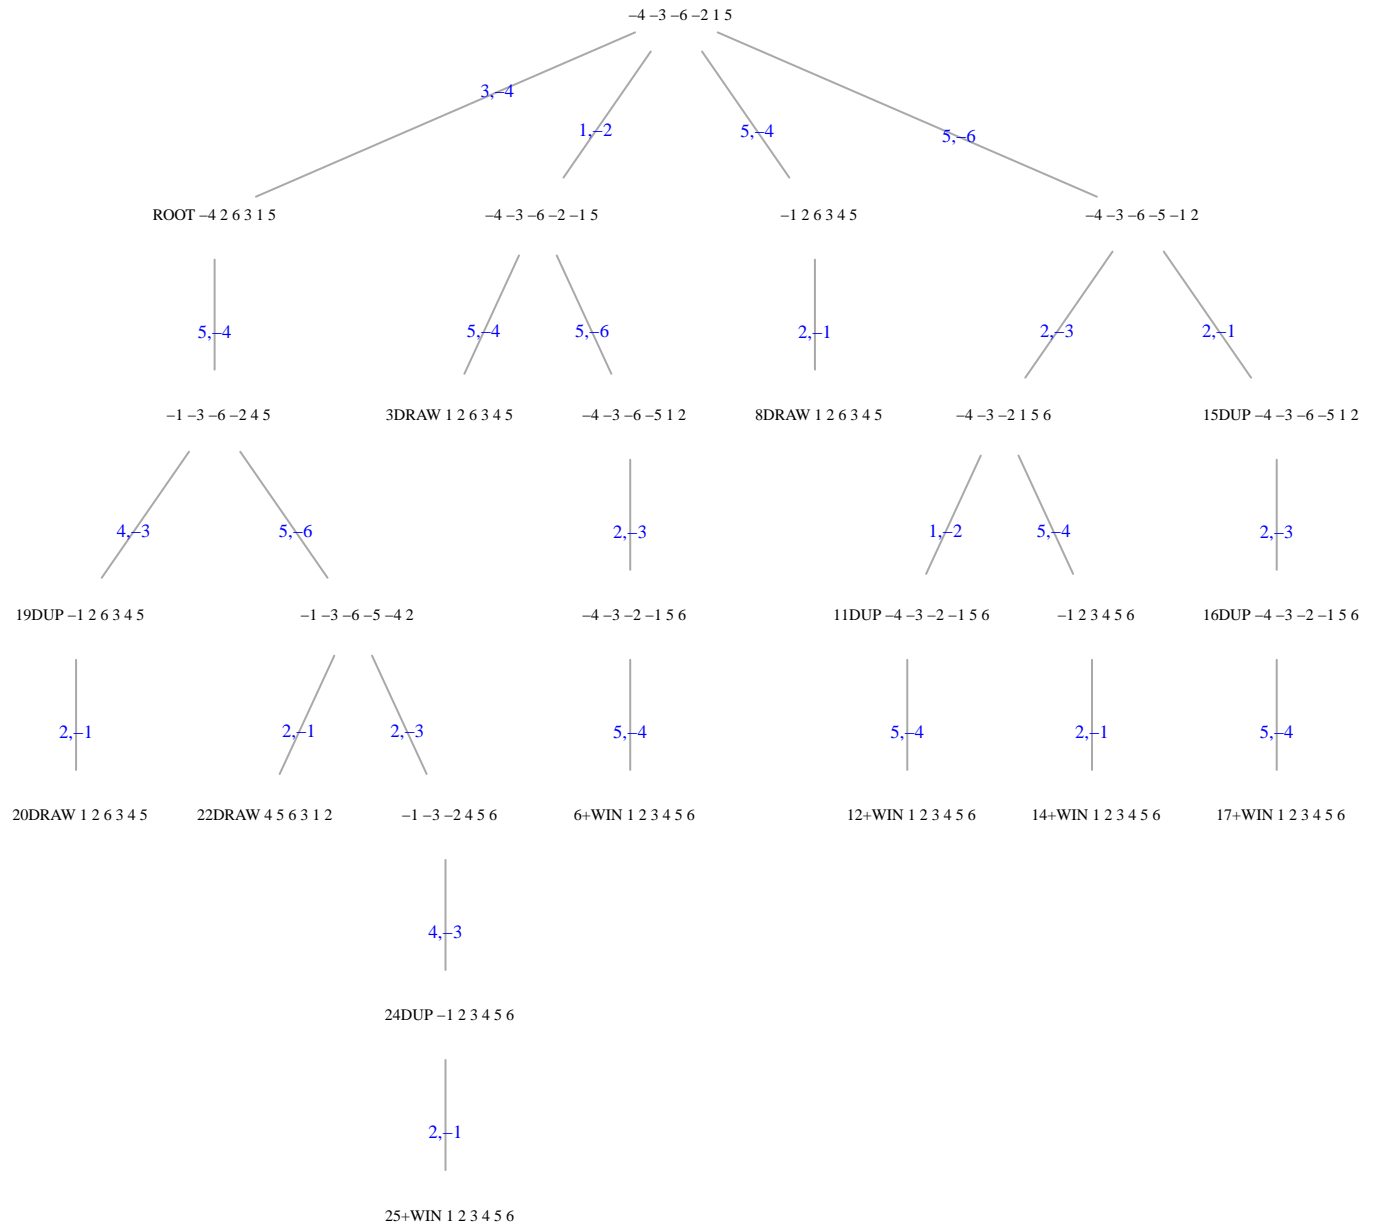 −4 −3 −6 −2 1 5
3,−4
1,−2
5,−4
5,−6
ROOT −4 2 6 3 1 5
−4 −3 −6 −2 −1 5
−1 2 6 3 4 5
−4 −3 −6 −5 −1 2
5,−4
5,−4
5,−6
2,−1
2,−3
2,−1
−1 −3 −6 −2 4 5
3DRAW 1 2 6 3 4 5
−4 −3 −6 −5 1 2
8DRAW 1 2 6 3 4 5
−4 −3 −2 1 5 6
15DUP −4 −3 −6 −5 1 2
4,−3
5,−6
2,−3
1,−2
5,−4
2,−3
19DUP −1 2 6 3 4 5
−1 −3 −6 −5 −4 2
−4 −3 −2 −1 5 6
11DUP −4 −3 −2 −1 5 6
−1 2 3 4 5 6
16DUP −4 −3 −2 −1 5 6
2,−1
2,−1
2,−3
5,−4
5,−4
2,−1
5,−4
20DRAW 1 2 6 3 4 5
22DRAW 4 5 6 3 1 2
−1 −3 −2 4 5 6
6+WIN 1 2 3 4 5 6
12+WIN 1 2 3 4 5 6
14+WIN 1 2 3 4 5 6
17+WIN 1 2 3 4 5 6
4,−3
24DUP −1 2 3 4 5 6
2,−1
25+WIN 1 2 3 4 5 6